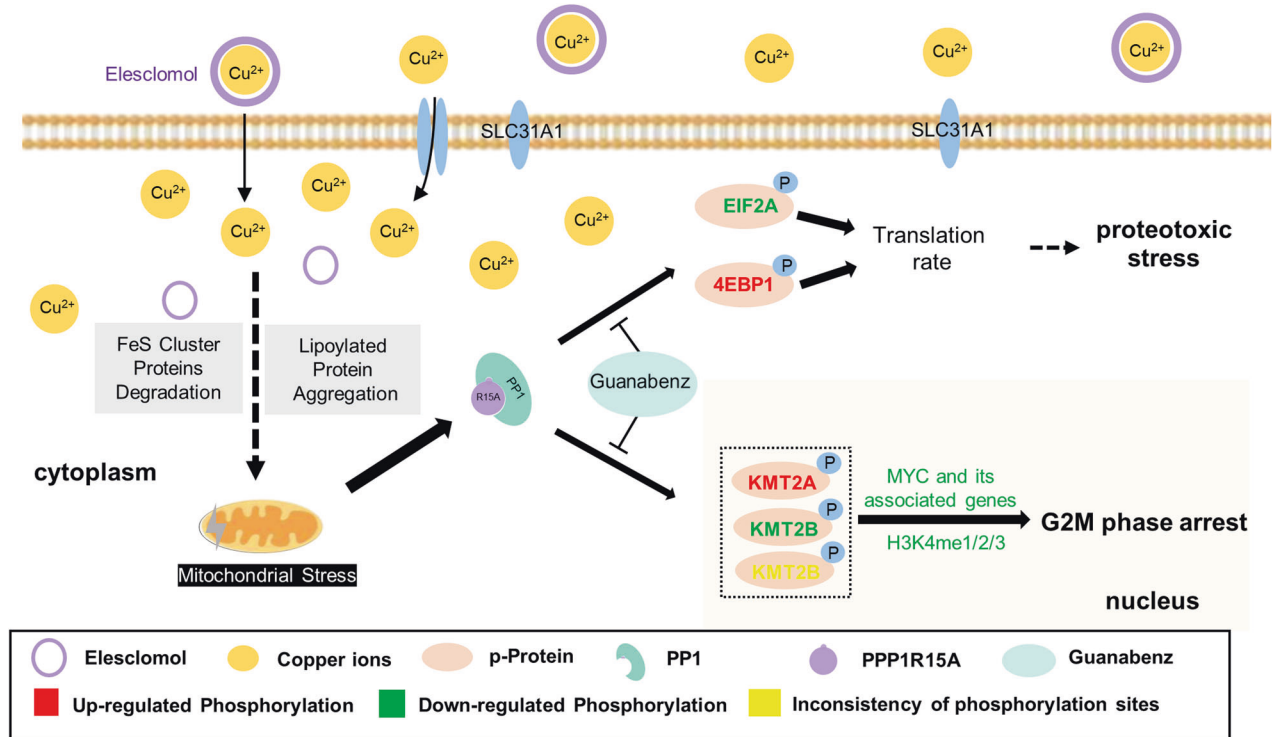 Cu2+
Cu2+
Cu2+
Cu2+
Cu2+
Cu2+
Elesclomol
SLC31A1
SLC31A1
Cu2+
Cu2+
Cu2+
Cu2+
Cu2+
Cu2+
Cu2+
P
EIF2A
P
4EBP1
Translation
rate
proteotoxic
stress
FeS Cluster
Proteins
Degradation
Lipoylated
Protein
Aggregation
R15A
PP1
Guanabenz
cytoplasm
Mitochondrial Stress
P
KMT2A
P
KMT2B
P
KMT2B
MYC and its
associated genes
H3K4me1/2/3
G2M phase arrest
nucleus
Elesclomol
Copper ions
p-Protein
PP1
PPP1R15A
Guanabenz
Up-regulated Phosphorylation
Down-regulated Phosphorylation
Inconsistency of phosphorylation sites